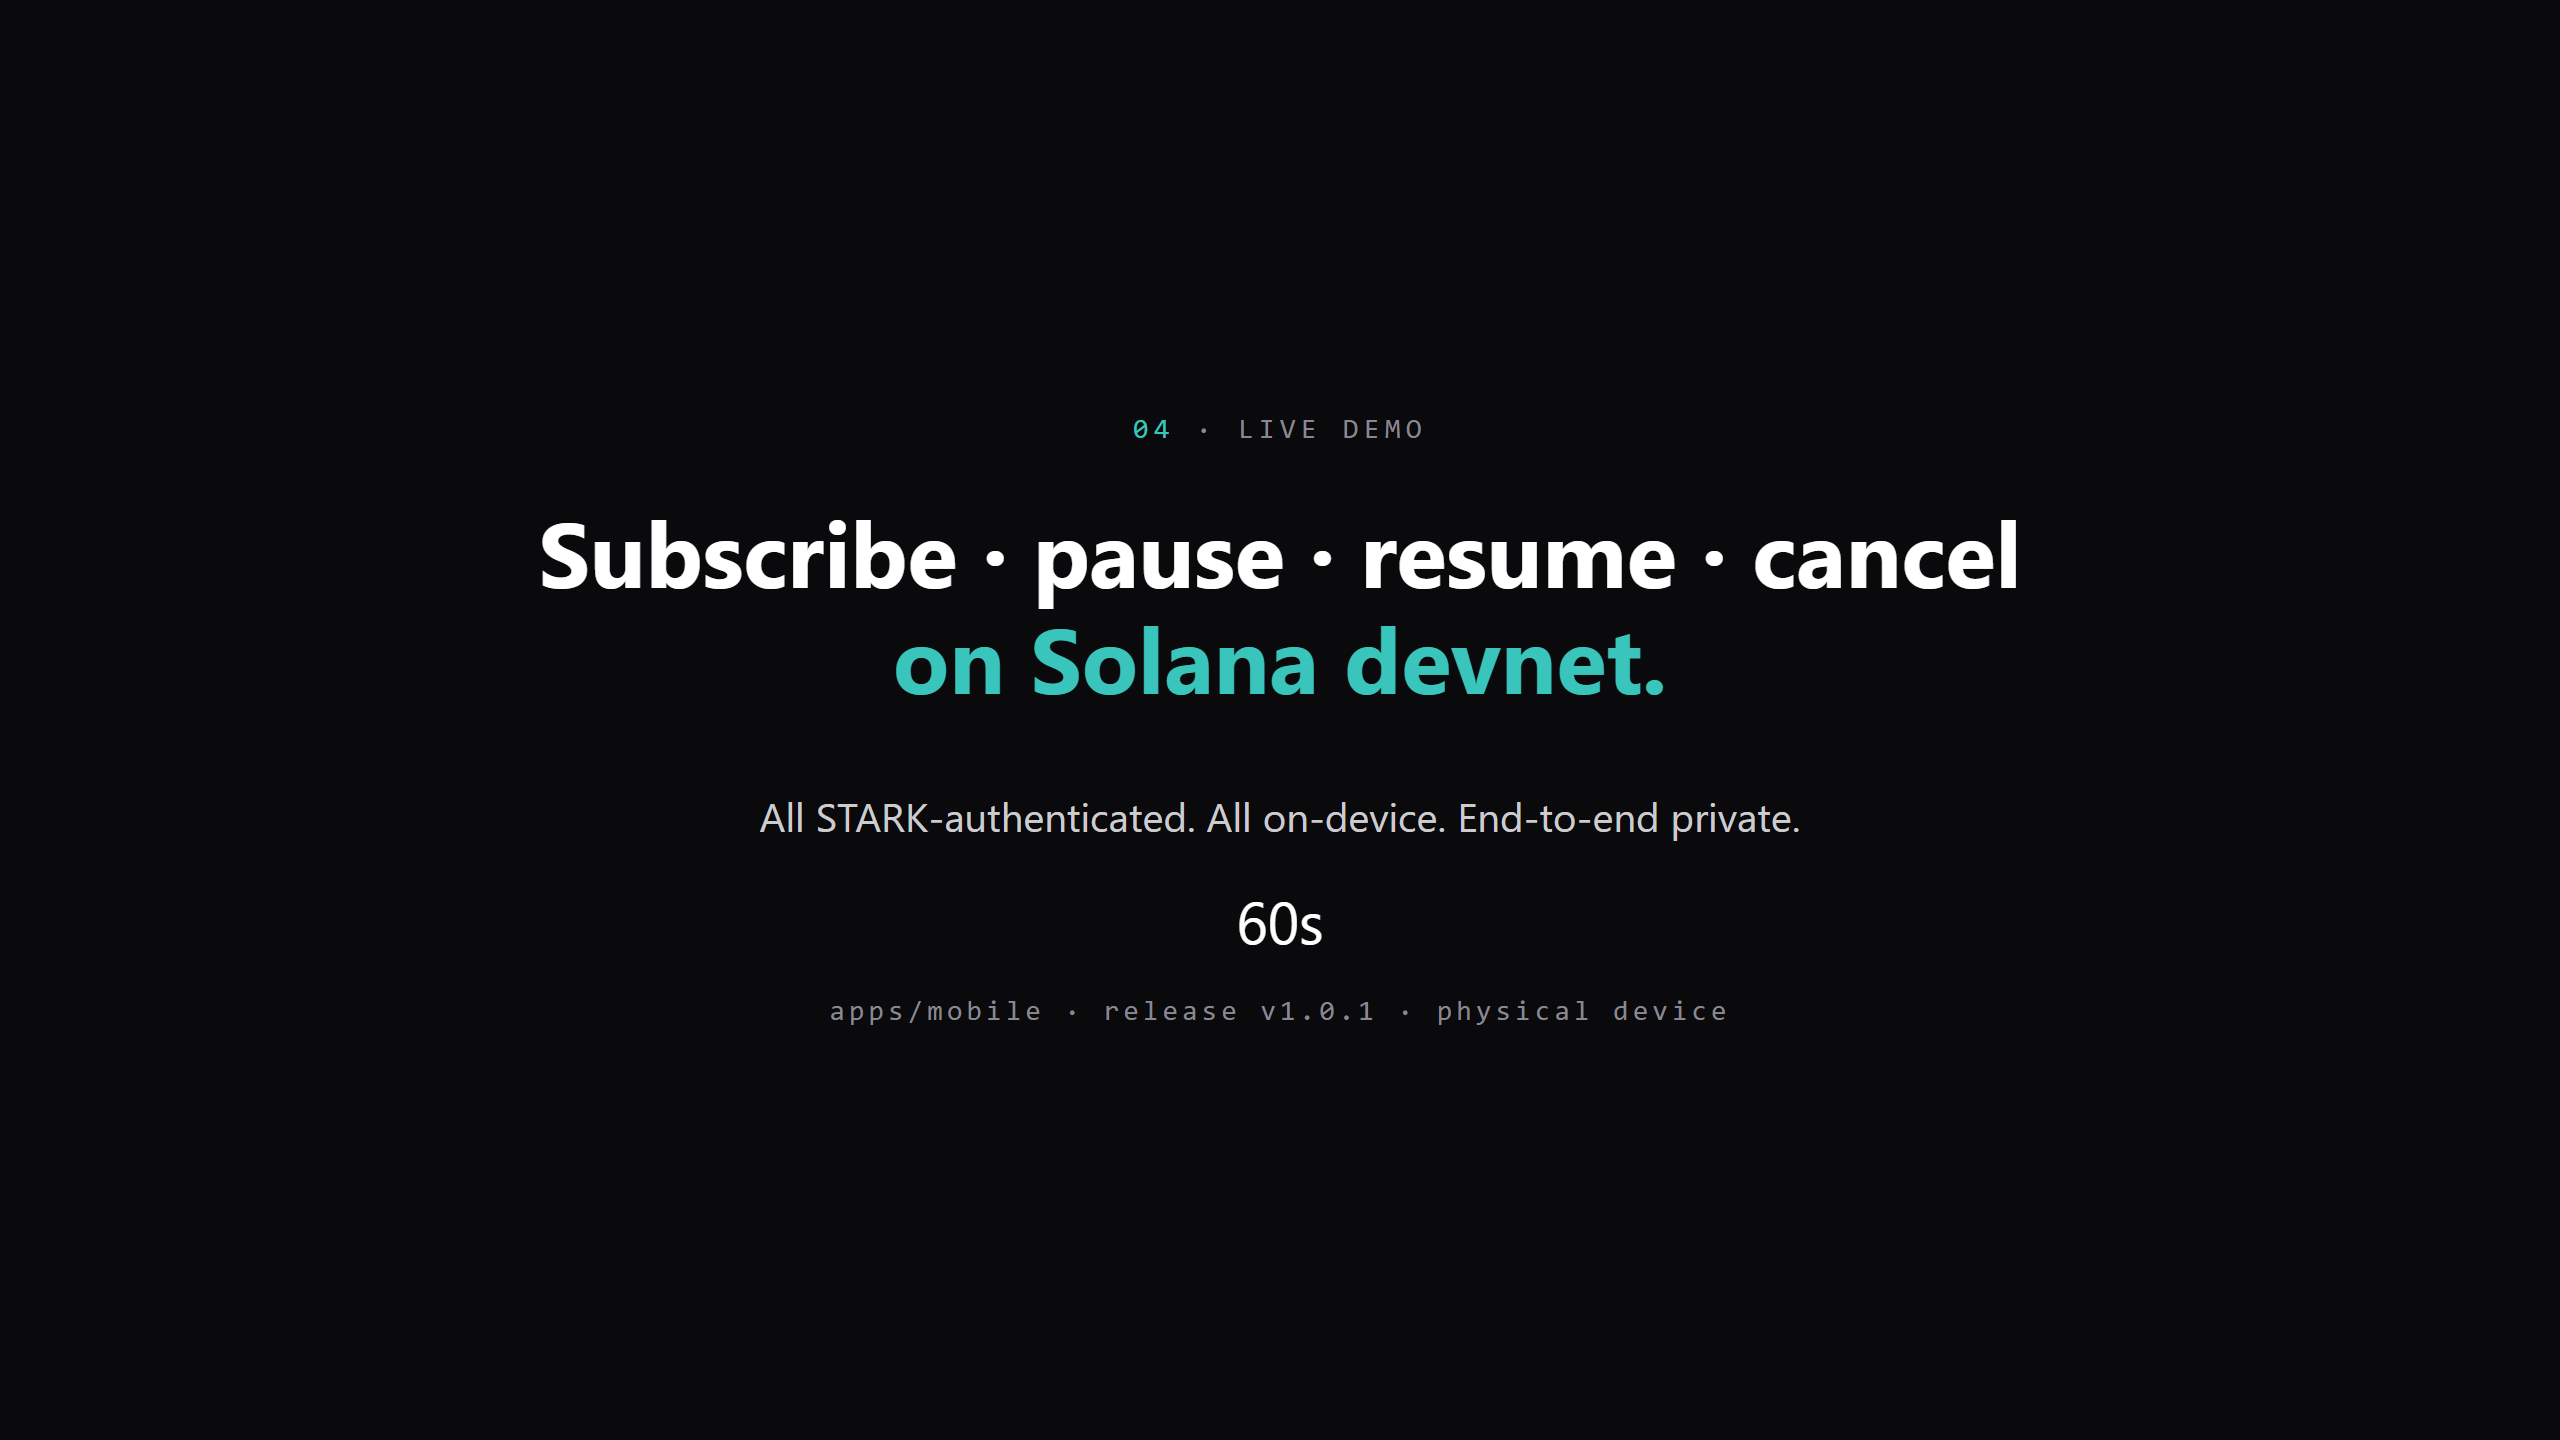 04 · LIVE DEMO
Subscribe · pause · resume · cancel
on Solana devnet.
All STARK-authenticated. All on-device. End-to-end private.
60s
apps/mobile · release v1.0.1 · physical device